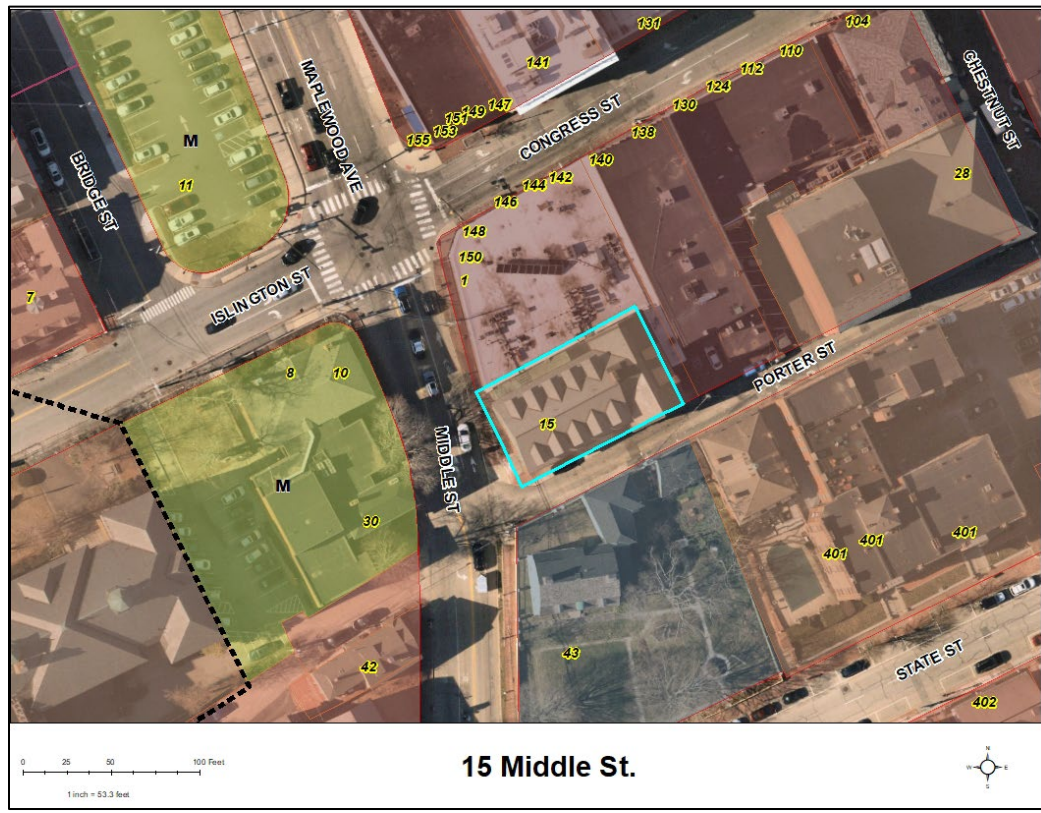 104
131
110
141
112
CHESTNUT ST
MAPLEWOOD AVE
124
147
149
151
153
155
CONGRESS ST
130
138
M
140
28
BRIDGE ST
11
142
144
146
148
150
1
ISLINGTON ST
7
PORTER ST
8
10
15
MIDDLE ST
M
30
401
401
401
43
42
STATE ST
402
0 25 50 100 Feet
1 inch = 53.3 feet
15 Middle St.
N
W E
S